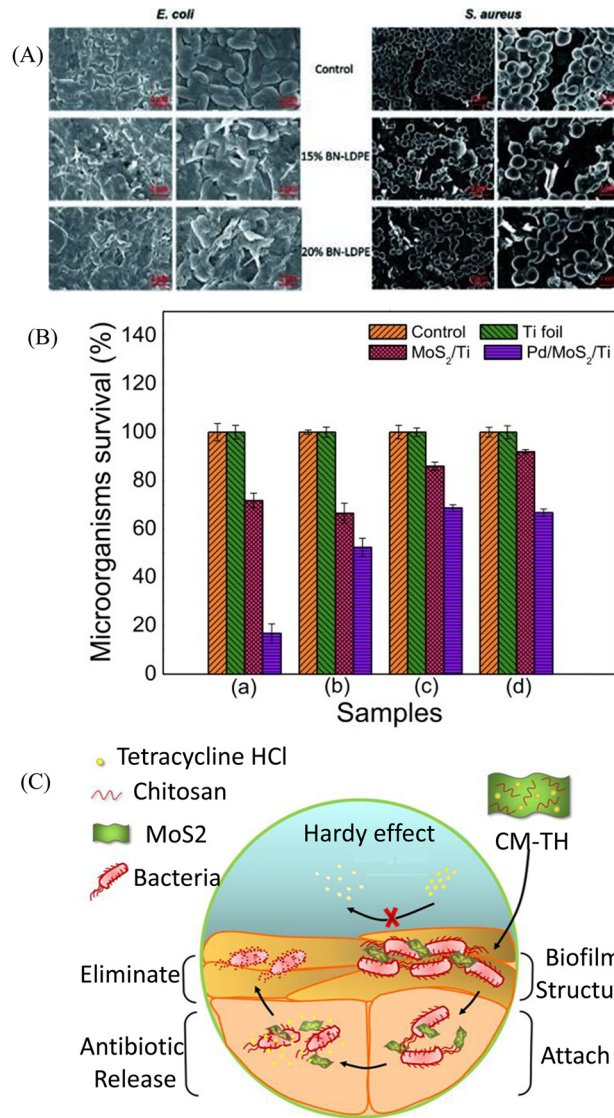 E. coli
S. aureus
(A)
Control
15% BN-LDPE
20% BN-LDPE
(B)
Microorganisms survival (%)
140
120
100
80
60
40
20
0
Control
Ti foil
MoS2/Ti
Pd/MoS2/Ti
(a)
(b)
(c)
(d)
Samples
(C)
Tetracycline HCl
Chitosan
MoS2
Bacteria
Hardy effect
CM-TH
Eliminate
Biofilm
Structu
Antibiotic
Release
Attach